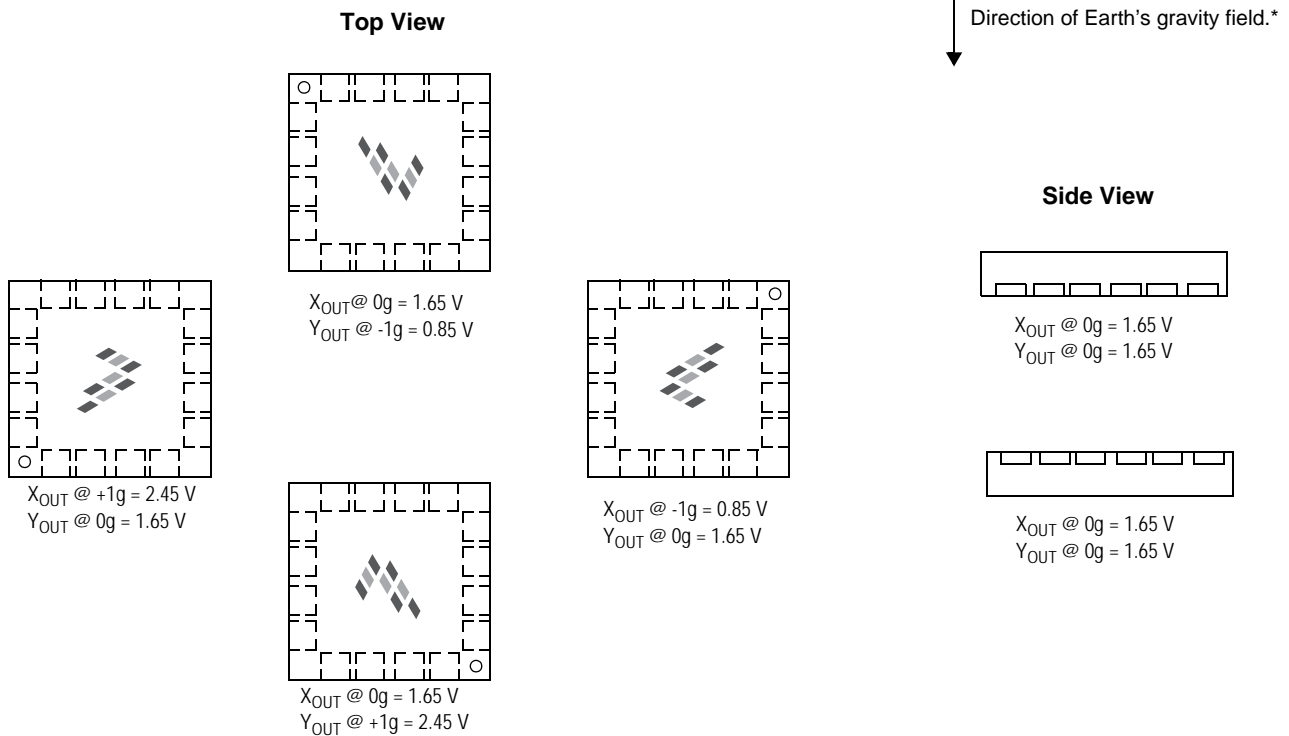 Top View
Direction of Earth's gravity field.*
X_OUT@ 0g = 1.65 V
Y_OUT @ -1g = 0.85 V
X_OUT @ +1g = 2.45 V
Y_OUT @ 0g = 1.65 V
X_OUT @ -1g = 0.85 V
Y_OUT @ 0g = 1.65 V
X_OUT @ 0g = 1.65 V
Y_OUT @ +1g = 2.45 V
Side View
X_OUT @ 0g = 1.65 V
Y_OUT @ 0g = 1.65 V
X_OUT @ 0g = 1.65 V
Y_OUT @ 0g = 1.65 V